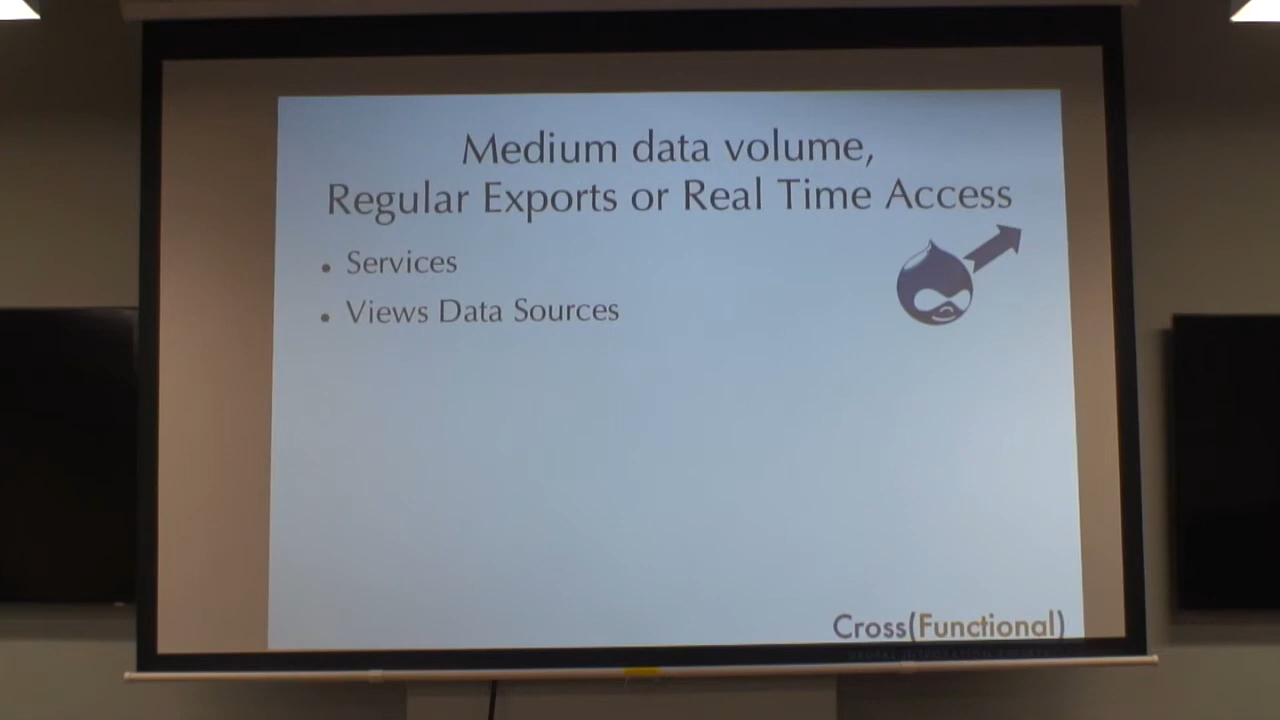 Medium data volume,
Regular Exports or Real Time Access
• Services
• Views Data Sources
Cross(Functional)